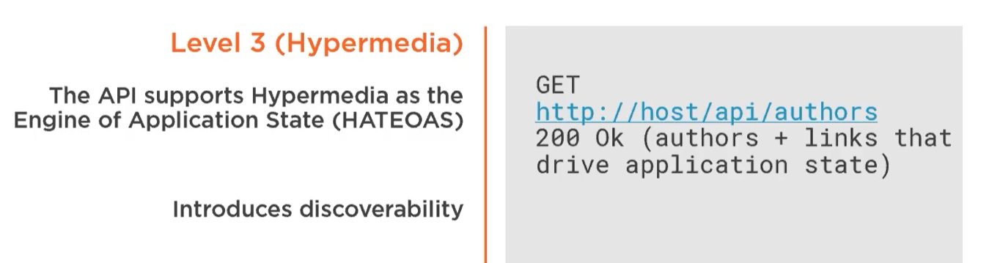 Level 3 (Hypermedia)
The API supports Hypermedia as the
Engine of Application State (HATEOAS)
Introduces discoverability
GET
http://host/api/authors
200 Ok (authors + links that
drive application state)